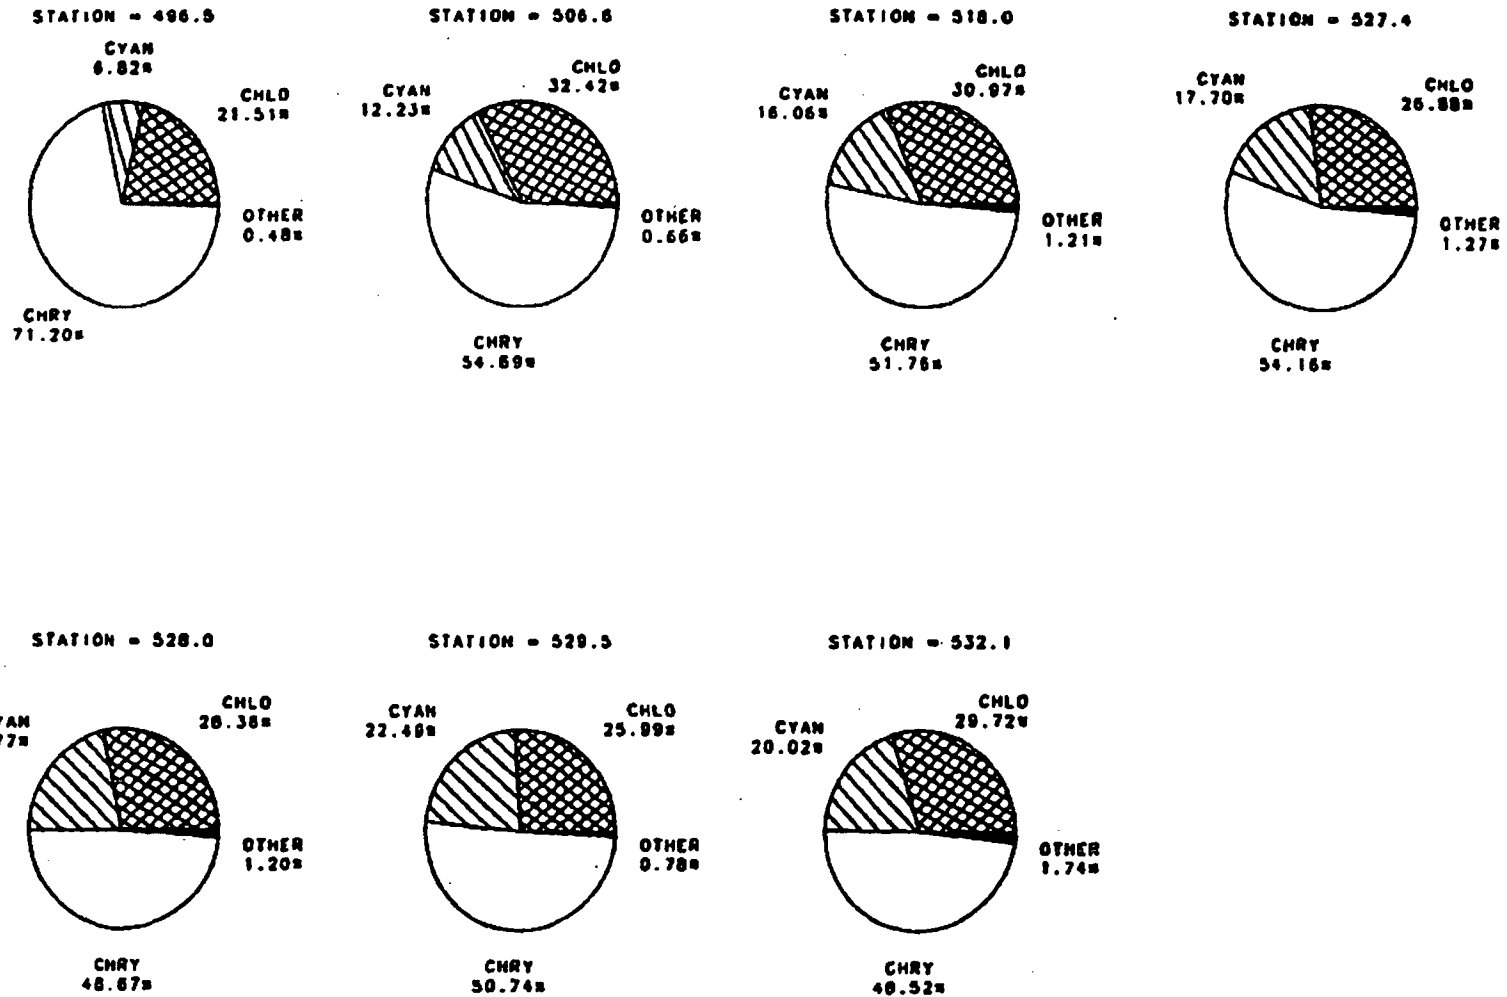 STATION = 496.5
CYAN
6.82%
CHLO
21.51%
OTHER
0.48%
CHRY
71.20%
STATION = 506.6
CYAN
12.23%
CHLO
32.42%
OTHER
0.66%
CHRY
54.69%
STATION = 518.0
CYAN
16.06%
CHLO
30.97%
OTHER
1.21%
CHRY
51.76%
STATION = 527.4
CYAN
17.70%
CHLO
26.88%
OTHER
1.27%
CHRY
54.16%
STATION = 528.0
YAN
77%
CHLO
28.36%
OTHER
1.20%
CHRY
48.67%
STATION = 529.5
CYAN
22.49%
CHLO
25.99%
OTHER
0.78%
CHRY
50.74%
STATION = 532.1
CYAN
20.02%
CHLO
29.72%
OTHER
1.74%
CHRY
48.52%